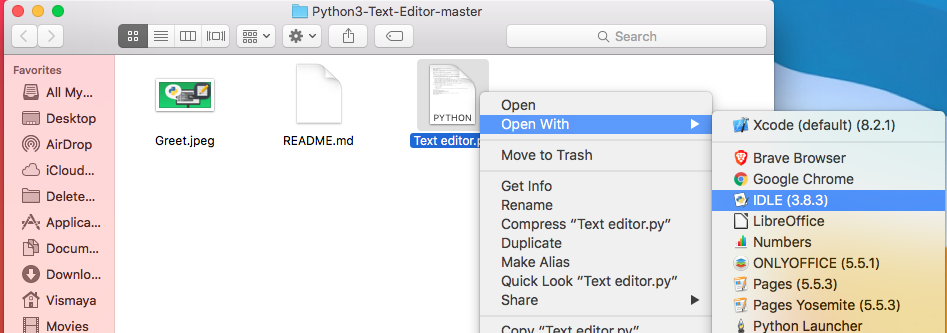 Python3-Text-Editor-master
Search
Favorites
All My...
Desktop
AirDrop
iCloud...
Delete...
Applica...
Docum...
Downlo...
Vismaya
Movies
Greet.jpeg
README.md
PYTHON
Text editor.p
Open
Open With
Move to Trash
Get Info
Rename
Compress “Text editor.py”
Duplicate
Make Alias
Quick Look “Text editor.py”
Share
Copy “Text editor.py”
Xcode (default) (8.2.1)
Brave Browser
Google Chrome
IDLE (3.8.3)
LibreOffice
Numbers
ONLYOFFICE (5.5.1)
Pages (5.5.3)
Pages Yosemite (5.5.3)
Python Launcher